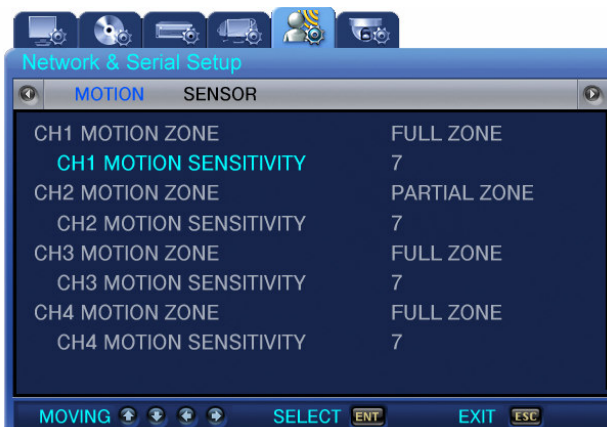 Network & Serial Setup
MOTION SENSOR
CH1 MOTION ZONE FULL ZONE
CH1 MOTION SENSITIVITY 7
CH2 MOTION ZONE PARTIAL ZONE
CH2 MOTION SENSITIVITY 7
CH3 MOTION ZONE FULL ZONE
CH3 MOTION SENSITIVITY 7
CH4 MOTION ZONE FULL ZONE
CH4 MOTION SENSITIVITY 7
MOVING SELECT ENT EXIT ESC